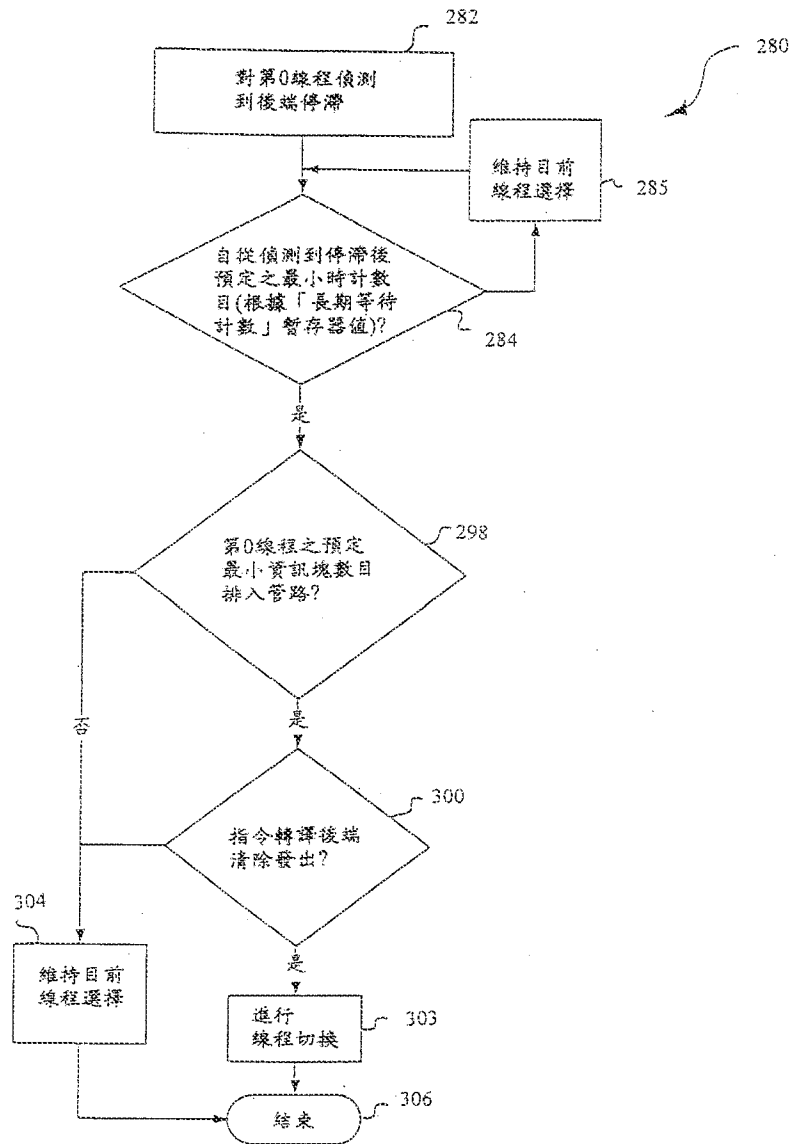 282
280
對第0線程偵測
到後端停滯
維持目前
線程選擇
285
自從偵測到停滯後
預定之最小時計數
目(根據「長期等待
計數」暫存器值)?
284
是
298
第0線程之預定
最小資訊塊數目
排入管路?
否
是
300
指令轉譯後端
清除發出?
304
維持目前
線程選擇
是
進行
線程切換
303
結束
306